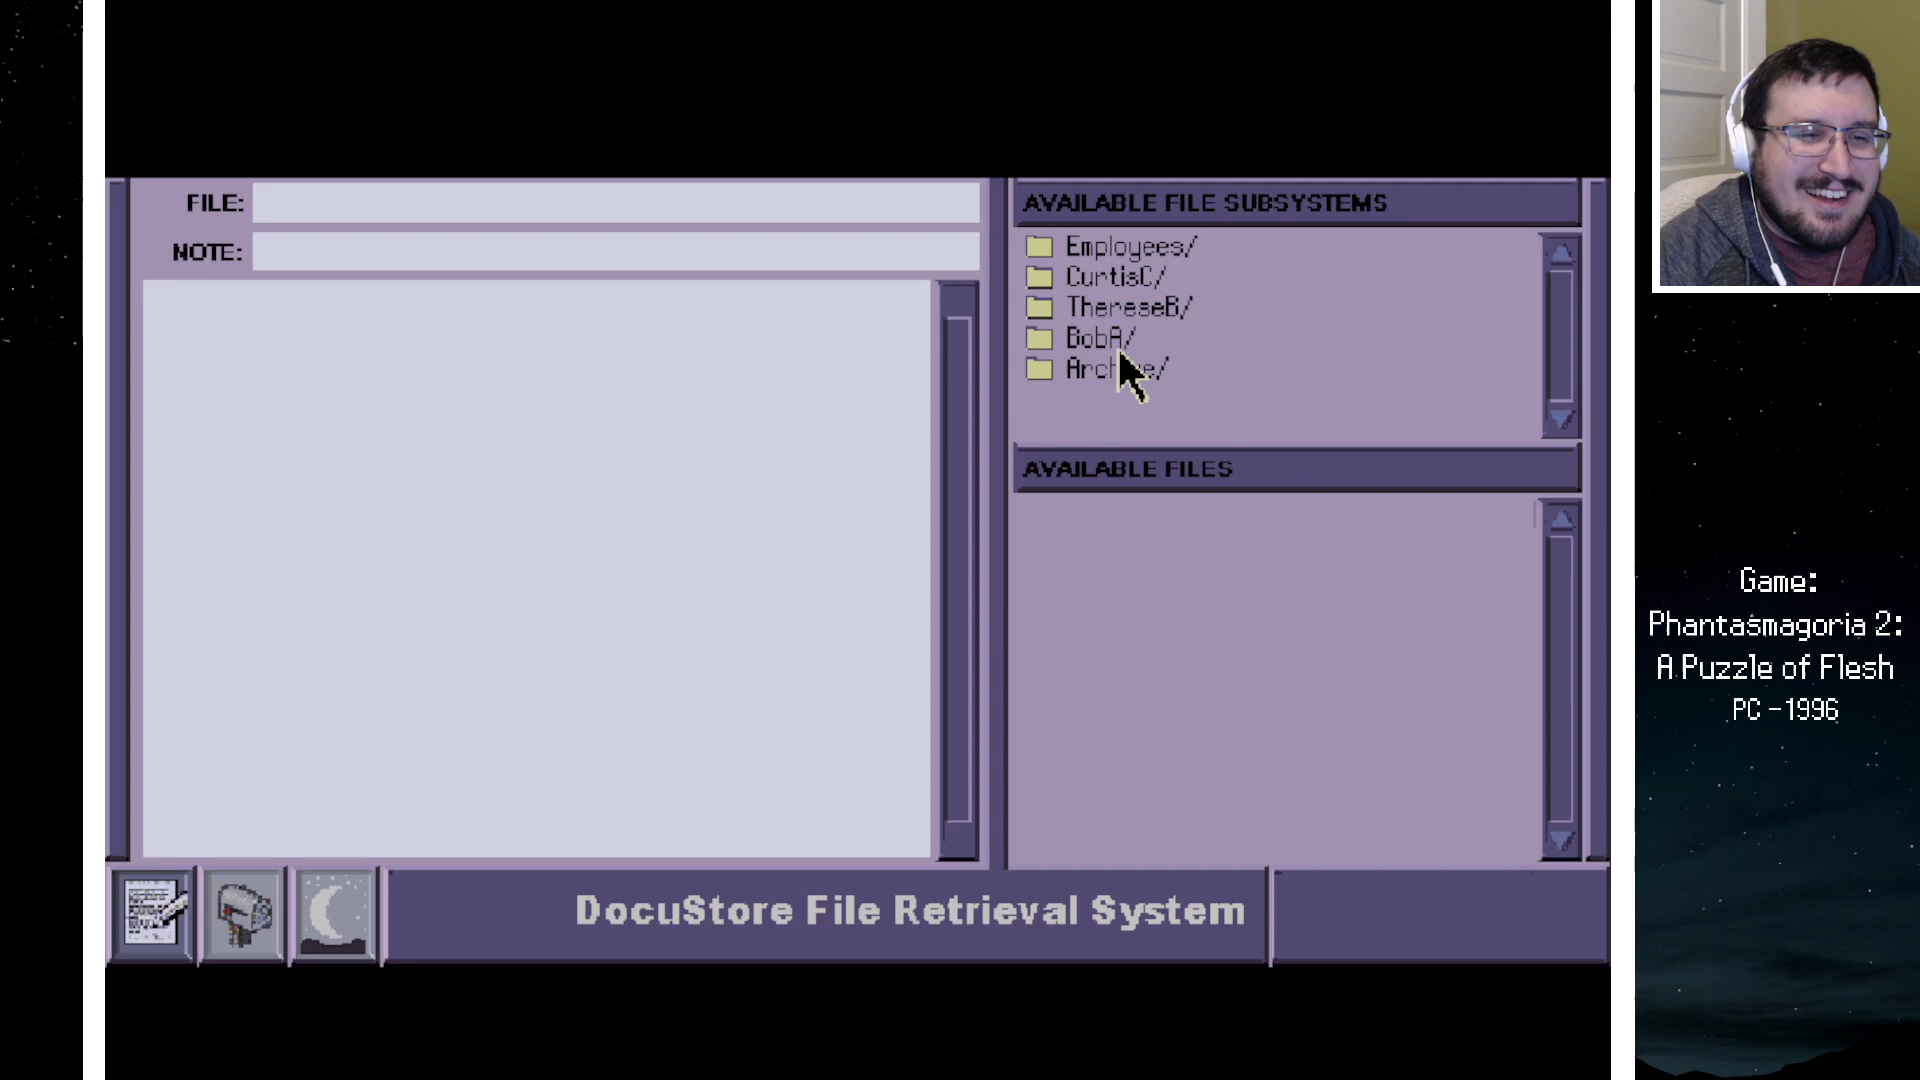 FILE:
NOTE:
AVAILABLE FILE SUBSYSTEMS
Employees/
CurtisC/
ThereseB/
BobA/
Archive/
AVAILABLE FILES
DocuStore File Retrieval System
Game:
Phantasmagoria 2:
A Puzzle of Flesh
PC -1996